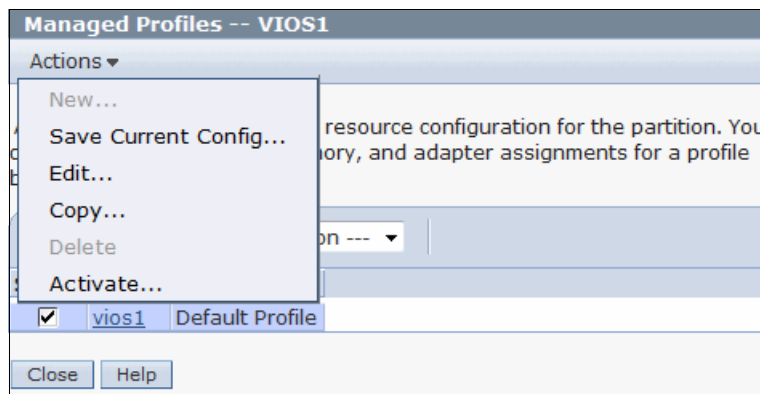 Managed Profiles -- VIOS1
Actions
New...
Save Current Config...
Edit...
Copy...
Delete
Activate...
resource configuration for the partition. You
and adapter assignments for a profile
---
vios1 Default Profile
Close Help